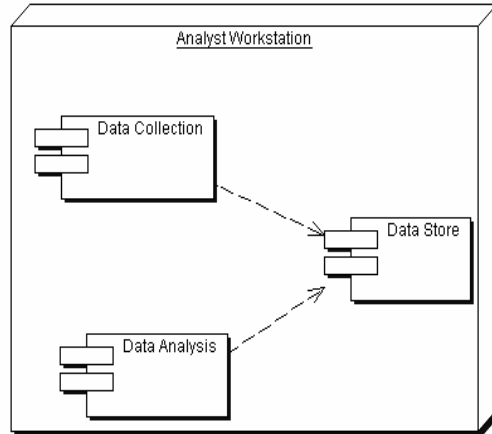 Analyst Workstation
Data Collection
Data Store
Data Analysis